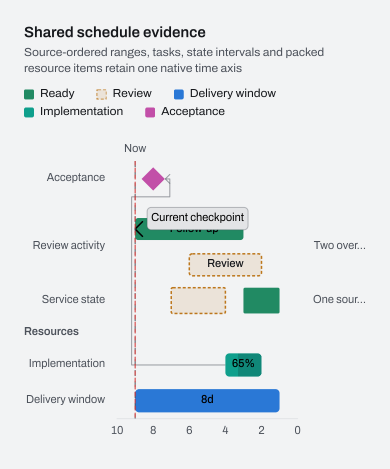 Shared schedule evidence
Source-ordered ranges, tasks, state intervals and packed
resource items retain one native time axis
Ready Review Delivery window
Implementation Acceptance
Now
Acceptance
Current checkpoint
Review activity Two over...
Review
Service state One sour...
Resources
Implementation 65%
Delivery window 8d
10 8 6 4 2 0